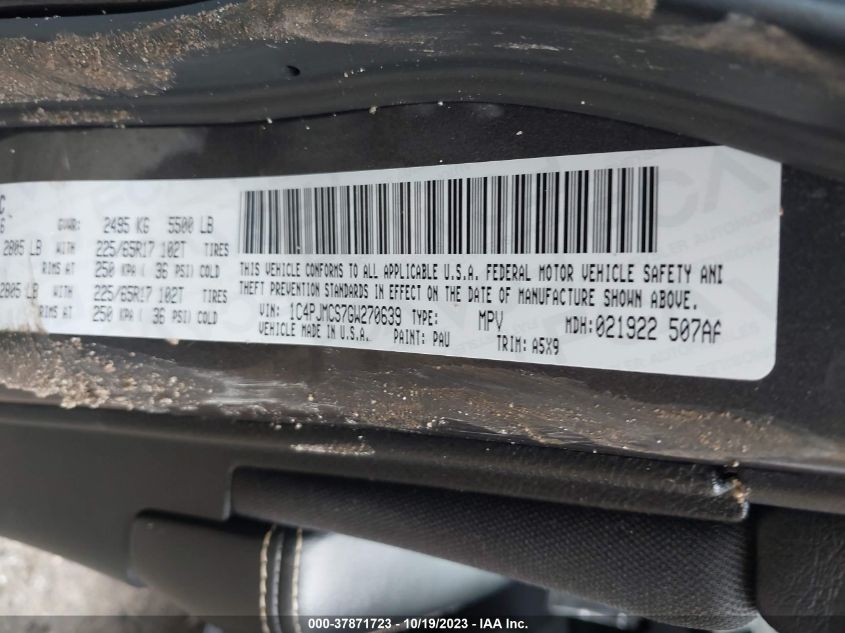 C
GVWR: 2495 KG 5500 LB
2805 LB WITH 225/65R17 102T TIRES
RIMS AT 250 KPA ( 36 PSI) COLD
2805 LB WITH 225/65R17 102T TIRES
RIMS AT 250 KPA ( 36 PSI) COLD
THIS VEHICLE CONFORMS TO ALL APPLICABLE U.S.A. FEDERAL MOTOR VEHICLE SAFETY AND
THEFT PREVENTION STANDARDS IN EFFECT ON THE DATE OF MANUFACTURE SHOWN ABOVE.
VIN: 1C4PJMCS7GW270639 TYPE: MPV MDH:021922 507AA
VEHICLE MADE IN U.S.A. PAINT: PAU TRIM: A5X9
000-37871723 - 10/19/2023 - IAA Inc.